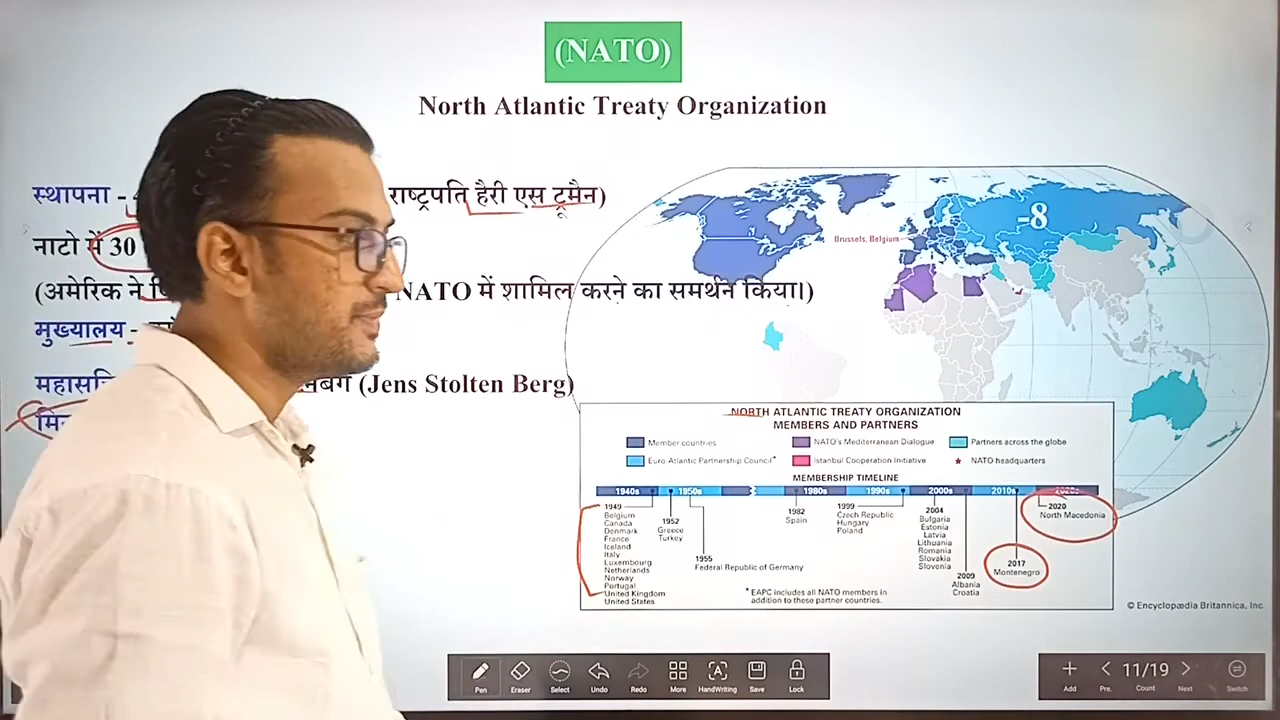 (NATO)
North Atlantic Treaty Organization
स्थापना -
राष्ट्रपति हैरी एस ट्रूमैन)
नाटो में 30
(अमेरिक ने
NATO में शामिल करने का समर्थन किया।)
मुख्यालय -
(Jens Stolten Berg)
-8
Brussels, Belgium
NORTH ATLANTIC TREATY ORGANIZATION
MEMBERS AND PARTNERS
Member countries
NATO's Mediterranean Dialogue
Partners across the globe
Euro-Atlantic Partnership Council*
Istanbul Cooperation Initiative
NATO headquarters
MEMBERSHIP TIMELINE
1940s 1950s 1980s 1990s 2000s 2010s 2020s
1949
Belgium
Canada
Denmark
France
Iceland
Italy
Luxembourg
Netherlands
Norway
Portugal
United Kingdom
United States
1952
Greece
Turkey
1955
Federal Republic of Germany
1982
Spain
1999
Czech Republic
Hungary
Poland
2004
Bulgaria
Estonia
Latvia
Lithuania
Romania
Slovakia
Slovenia
2009
Albania
Croatia
2017
Montenegro
2020
North Macedonia
* EAPC includes all NATO members in
addition to these partner countries.
© Encyclopædia Britannica, Inc.
Pen Eraser Select Undo Redo More HandWriting Save Lock
Add Pre. 11/19 Count Next Switch